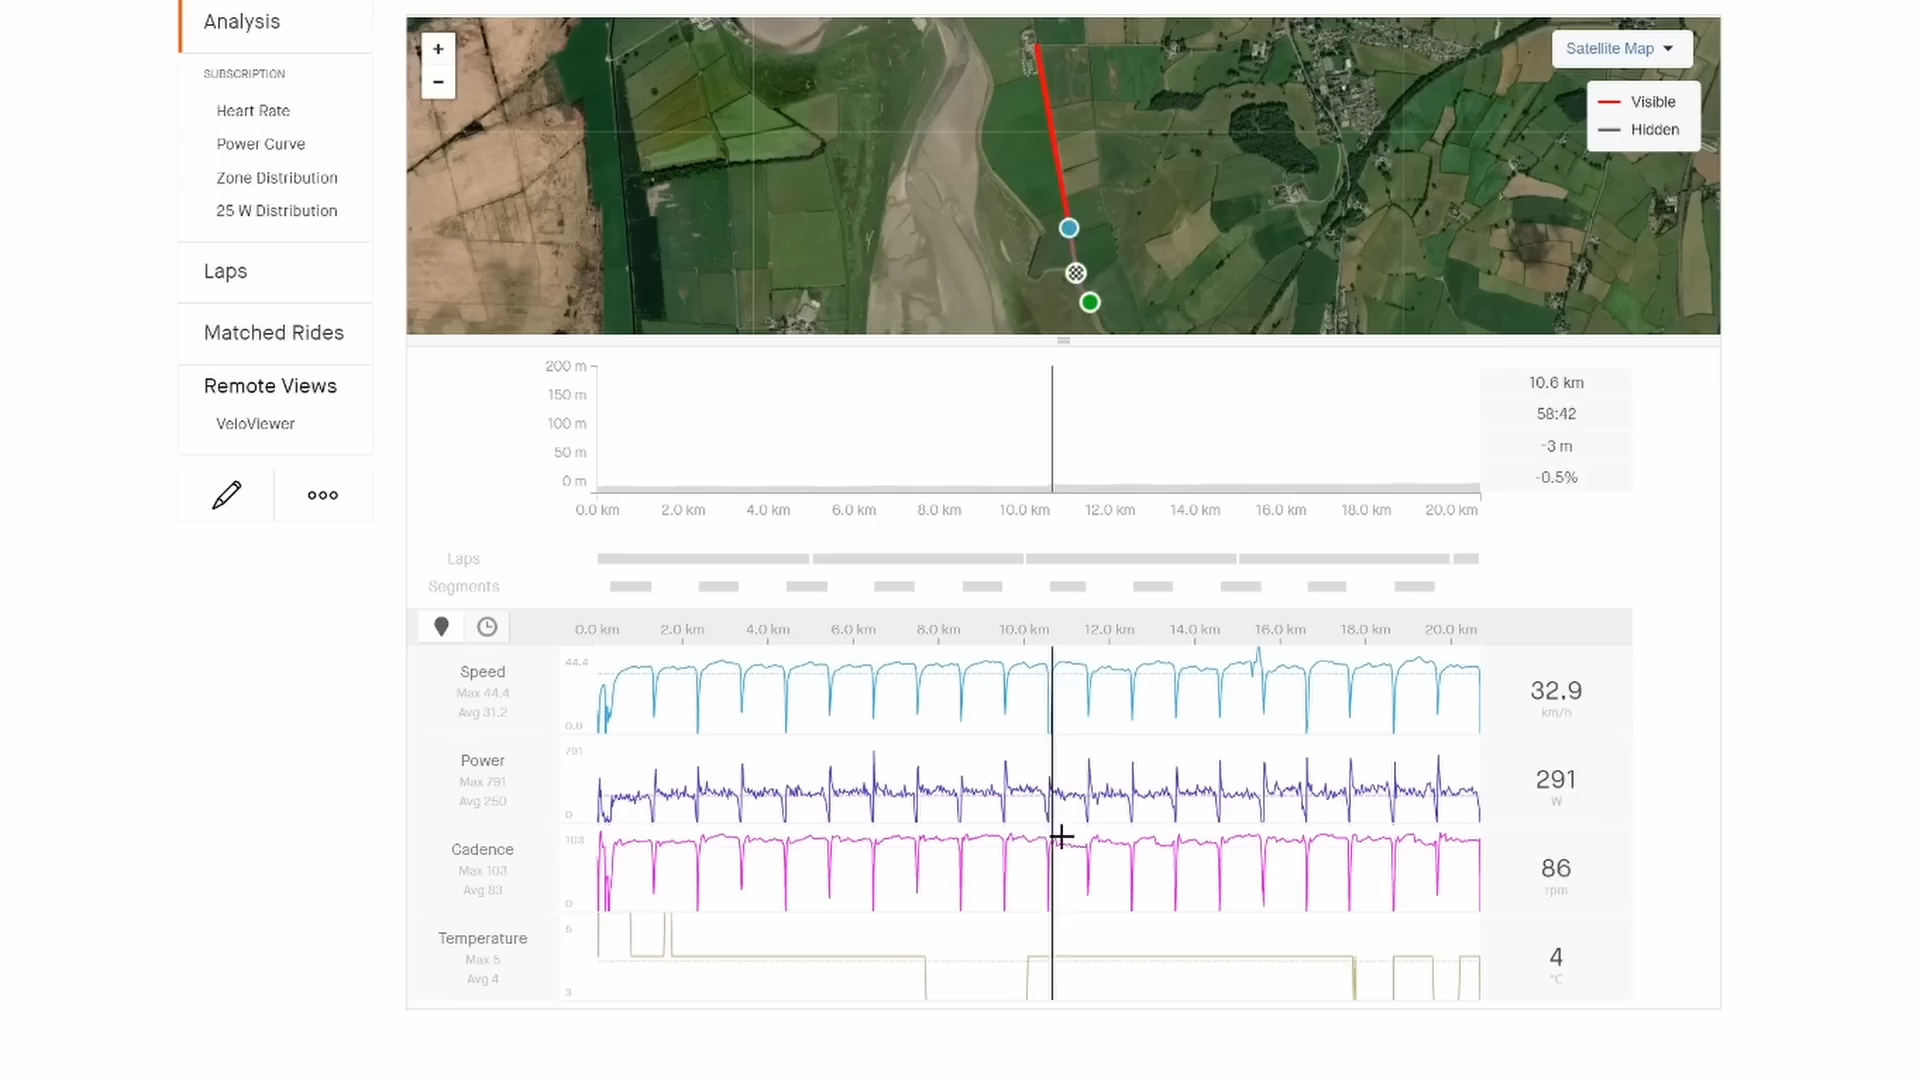 Analysis
SUBSCRIPTION
Heart Rate
Power Curve
Zone Distribution
25 W Distribution
Laps
Matched Rides
Remote Views
VeloViewer
+
-
Satellite Map
Visible
Hidden
200 m
150 m
100 m
50 m
0 m
0.0 km 2.0 km 4.0 km 6.0 km 8.0 km 10.0 km 12.0 km 14.0 km 16.0 km 18.0 km 20.0 km
10.6 km
58:42
-3 m
-0.5%
Laps
Segments
0.0 km 2.0 km 4.0 km 6.0 km 8.0 km 10.0 km 12.0 km 14.0 km 16.0 km 18.0 km 20.0 km
Speed
Max 44.4
Avg 31.2
44.4
0.0
32.9
km/h
Power
Max 791
Avg 250
791
0
291
W
Cadence
Max 103
Avg 83
103
0
86
rpm
Temperature
Max 5
Avg 4
5
3
4
°C